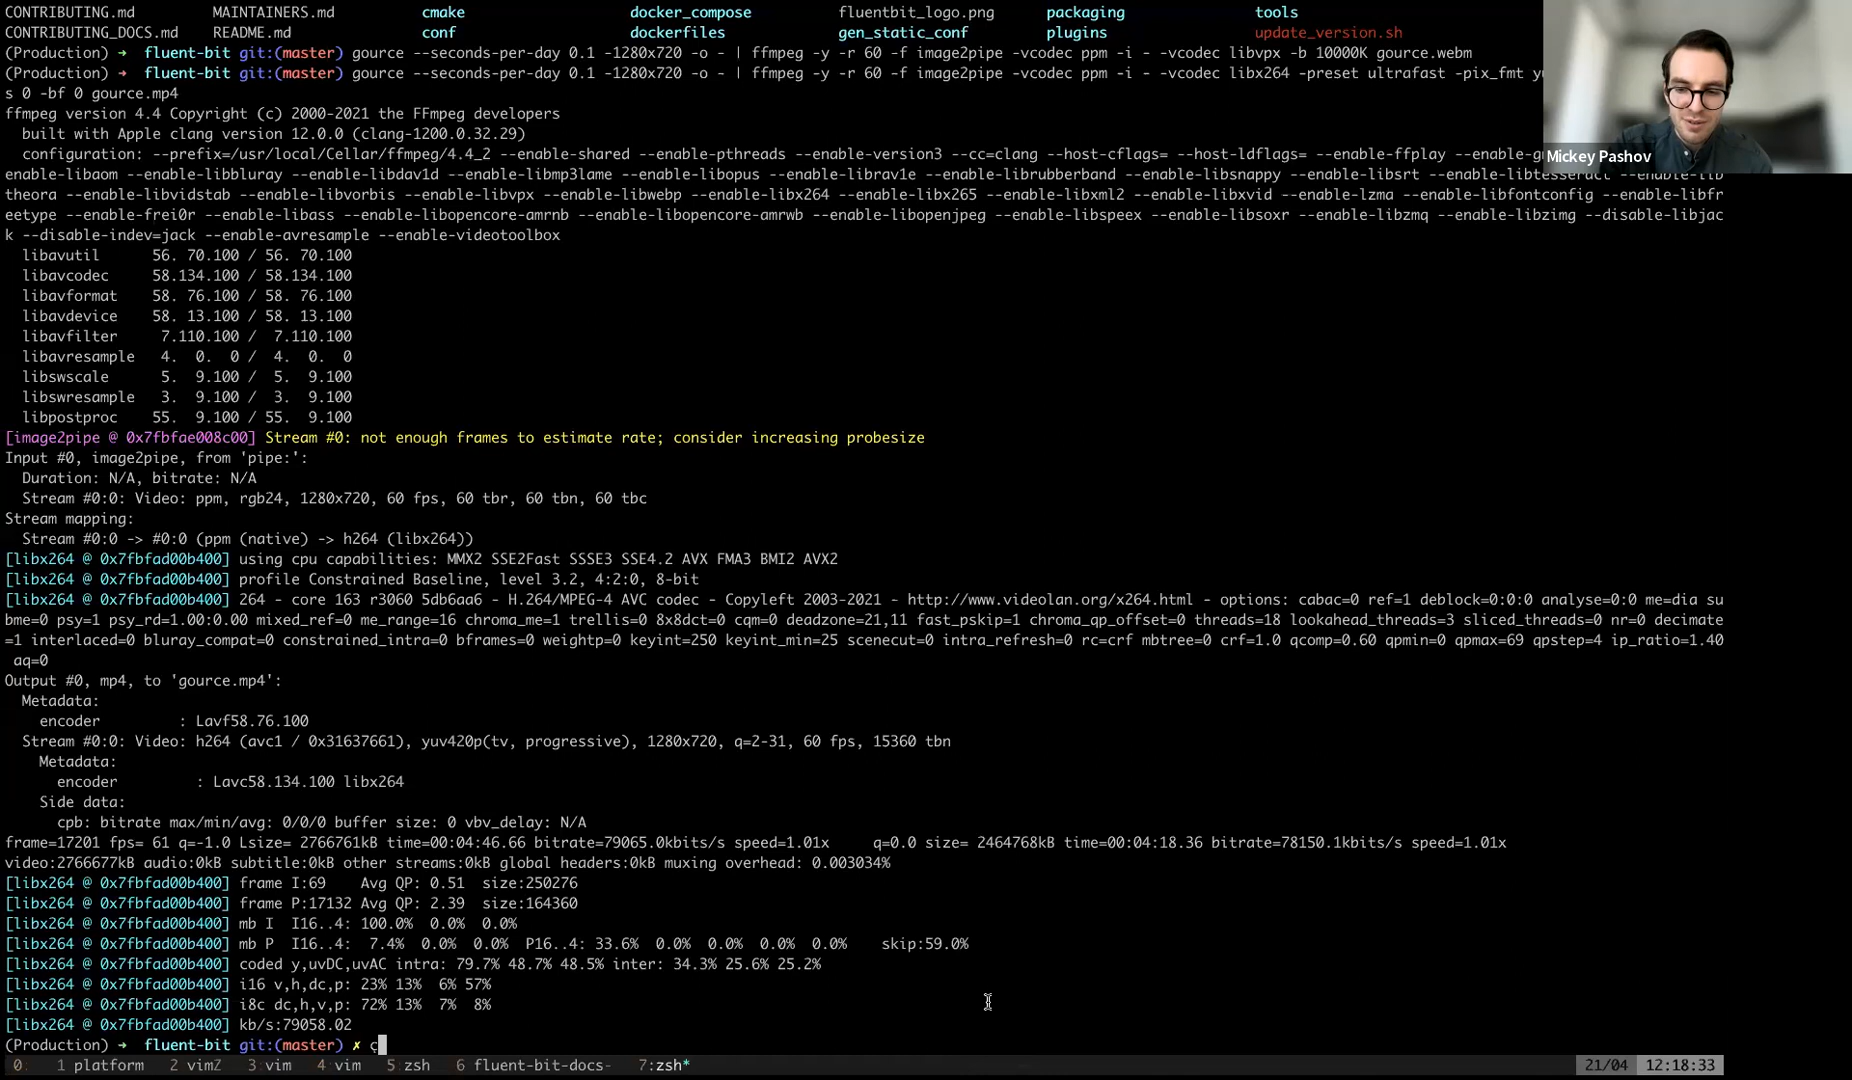 CONTRIBUTING.md MAINTAINERS.md cmake docker_compose fluentbit_logo.png packaging tools
CONTRIBUTING_DOCS.md README.md conf dockerfiles gen_static_conf plugins update_version.sh
(Production) ➜ fluent-bit git:(master) gource --seconds-per-day 0.1 -1280x720 -o - | ffmpeg -y -r 60 -f image2pipe -vcodec ppm -i - -vcodec libvpx -b 10000K gource.webm
(Production) ➜ fluent-bit git:(master) gource --seconds-per-day 0.1 -1280x720 -o - | ffmpeg -y -r 60 -f image2pipe -vcodec ppm -i - -vcodec libx264 -preset ultrafast -pix_fmt
s 0 -bf 0 gource.mp4
ffmpeg version 4.4 Copyright (c) 2000-2021 the FFmpeg developers
built with Apple clang version 12.0.0 (clang-1200.0.32.29)
configuration: --prefix=/usr/local/Cellar/ffmpeg/4.4_2 --enable-shared --enable-pthreads --enable-version3 --cc=clang --host-cflags= --host-ldflags= --enable-ffplay
Mickey Pashov
enable-libaom --enable-libbluray --enable-libdav1d --enable-libmp3lame --enable-libopus --enable-librav1e --enable-librubberband --enable-libsnappy --enable-libsrt --enable-libtesseract --enable-lib
theora --enable-libvidstab --enable-libvorbis --enable-libvpx --enable-libwebp --enable-libx264 --enable-libx265 --enable-libxml2 --enable-libxvid --enable-lzma --enable-libfontconfig --enable-libfr
eetype --enable-frei0r --enable-libass --enable-libopencore-amrnb --enable-libopencore-amrwb --enable-libopenjpeg --enable-libspeex --enable-libsoxr --enable-libzmq --enable-libzimg --disable-libjac
k --disable-indev=jack --enable-avresample --enable-videotoolbox
libavutil 56. 70.100 / 56. 70.100
libavcodec 58.134.100 / 58.134.100
libavformat 58. 76.100 / 58. 76.100
libavdevice 58. 13.100 / 58. 13.100
libavfilter 7.110.100 / 7.110.100
libavresample 4. 0. 0 / 4. 0. 0
libswscale 5. 9.100 / 5. 9.100
libswresample 3. 9.100 / 3. 9.100
libpostproc 55. 9.100 / 55. 9.100
[image2pipe @ 0x7fbfae008c00] Stream #0: not enough frames to estimate rate; consider increasing probesize
Input #0, image2pipe, from 'pipe:':
Duration: N/A, bitrate: N/A
Stream #0:0: Video: ppm, rgb24, 1280x720, 60 fps, 60 tbr, 60 tbn, 60 tbc
Stream mapping:
Stream #0:0 -> #0:0 (ppm (native) -> h264 (libx264))
[libx264 @ 0x7fbfad00b400] using cpu capabilities: MMX2 SSE2Fast SSSE3 SSE4.2 AVX FMA3 BMI2 AVX2
[libx264 @ 0x7fbfad00b400] profile Constrained Baseline, level 3.2, 4:2:0, 8-bit
[libx264 @ 0x7fbfad00b400] 264 - core 163 r3060 5db6aa6 - H.264/MPEG-4 AVC codec - Copyleft 2003-2021 - http://www.videolan.org/x264.html - options: cabac=0 ref=1 deblock=0:0:0 analyse=0:0 me=dia su
bme=0 psy=1 psy_rd=1.00:0.00 mixed_ref=0 me_range=16 chroma_me=1 trellis=0 8x8dct=0 cqm=0 deadzone=21,11 fast_pskip=1 chroma_qp_offset=0 threads=18 lookahead_threads=3 sliced_threads=0 nr=0 decimate
=1 interlaced=0 bluray_compat=0 constrained_intra=0 bframes=0 weightp=0 keyint=250 keyint_min=25 scenecut=0 intra_refresh=0 rc=crf mbtree=0 crf=1.0 qcomp=0.60 qpmin=0 qpmax=69 qpstep=4 ip_ratio=1.40
aq=0
Output #0, mp4, to 'gource.mp4':
Metadata:
encoder : Lavf58.76.100
Stream #0:0: Video: h264 (avc1 / 0x31637661), yuv420p(tv, progressive), 1280x720, q=2-31, 60 fps, 15360 tbn
Metadata:
encoder : Lavc58.134.100 libx264
Side data:
cpb: bitrate max/min/avg: 0/0/0 buffer size: 0 vbv_delay: N/A
frame=17201 fps= 61 q=-1.0 Lsize= 2766761kB time=00:04:46.66 bitrate=79065.0kbits/s speed=1.01x q=0.0 size= 2464768kB time=00:04:18.36 bitrate=78150.1kbits/s speed=1.01x
video:2766677kB audio:0kB subtitle:0kB other streams:0kB global headers:0kB muxing overhead: 0.003034%
[libx264 @ 0x7fbfad00b400] frame I:69 Avg QP: 0.51 size:250276
[libx264 @ 0x7fbfad00b400] frame P:17132 Avg QP: 2.39 size:164360
[libx264 @ 0x7fbfad00b400] mb I I16..4: 100.0% 0.0% 0.0%
[libx264 @ 0x7fbfad00b400] mb P I16..4: 7.4% 0.0% 0.0% P16..4: 33.6% 0.0% 0.0% 0.0% 0.0% skip:59.0%
[libx264 @ 0x7fbfad00b400] coded y,uvDC,uvAC intra: 79.7% 48.7% 48.5% inter: 34.3% 25.6% 25.2%
[libx264 @ 0x7fbfad00b400] i16 v,h,dc,p: 23% 13% 6% 57%
[libx264 @ 0x7fbfad00b400] i8c dc,h,v,p: 72% 13% 7% 8%
[libx264 @ 0x7fbfad00b400] kb/s:79058.02
(Production) ➜ fluent-bit git:(master) ✗ c
0 1 platform 2 vimZ 3 vim 4 vim 5 zsh 6 fluent-bit-docs- 7:zsh* 21/04 12:18:33